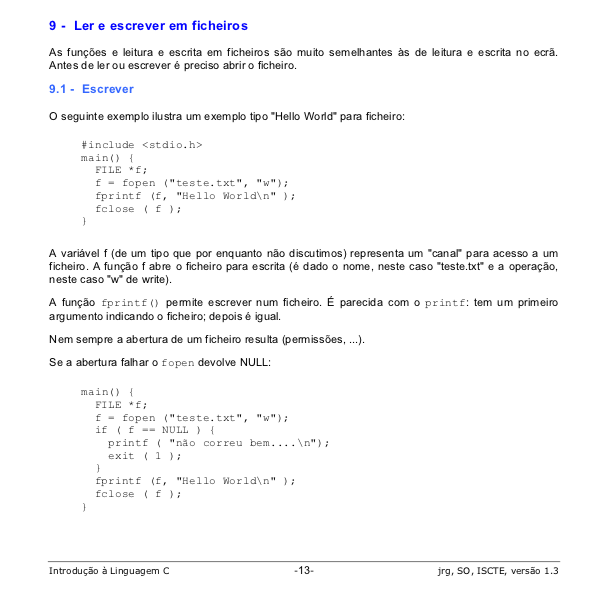 9 - Ler e escrever em ficheiros
As funções e leitura e escrita em ficheiros são muito semelhantes às de leitura e escrita no ecrã.
Antes de ler ou escrever é preciso abrir o ficheiro.
9.1 - Escrever
O seguinte exemplo ilustra um exemplo tipo "Hello World" para ficheiro:
#include <stdio.h>
main() {
FILE *f;
f = fopen ("teste.txt", "w");
fprintf (f, "Hello World\n" );
fclose ( f );
}
A variável f (de um tipo que por enquanto não discutimos) representa um "canal" para acesso a um
ficheiro. A função f abre o ficheiro para escrita (é dado o nome, neste caso "teste.txt" e a operação,
neste caso "w" de write).
A função fprintf() permite escrever num ficheiro. É parecida com o printf: tem um primeiro
argumento indicando o ficheiro; depois é igual.
Nem sempre a abertura de um ficheiro resulta (permissões, ...).
Se a abertura falhar o fopen devolve NULL:
main() {
FILE *f;
f = fopen ("teste.txt", "w");
if ( f == NULL ) {
printf ( "não correu bem....\n");
exit ( 1 );
}
fprintf (f, "Hello World\n" );
fclose ( f );
}
Introdução à Linguagem C -13- jrg, SO, ISCTE, versão 1.3